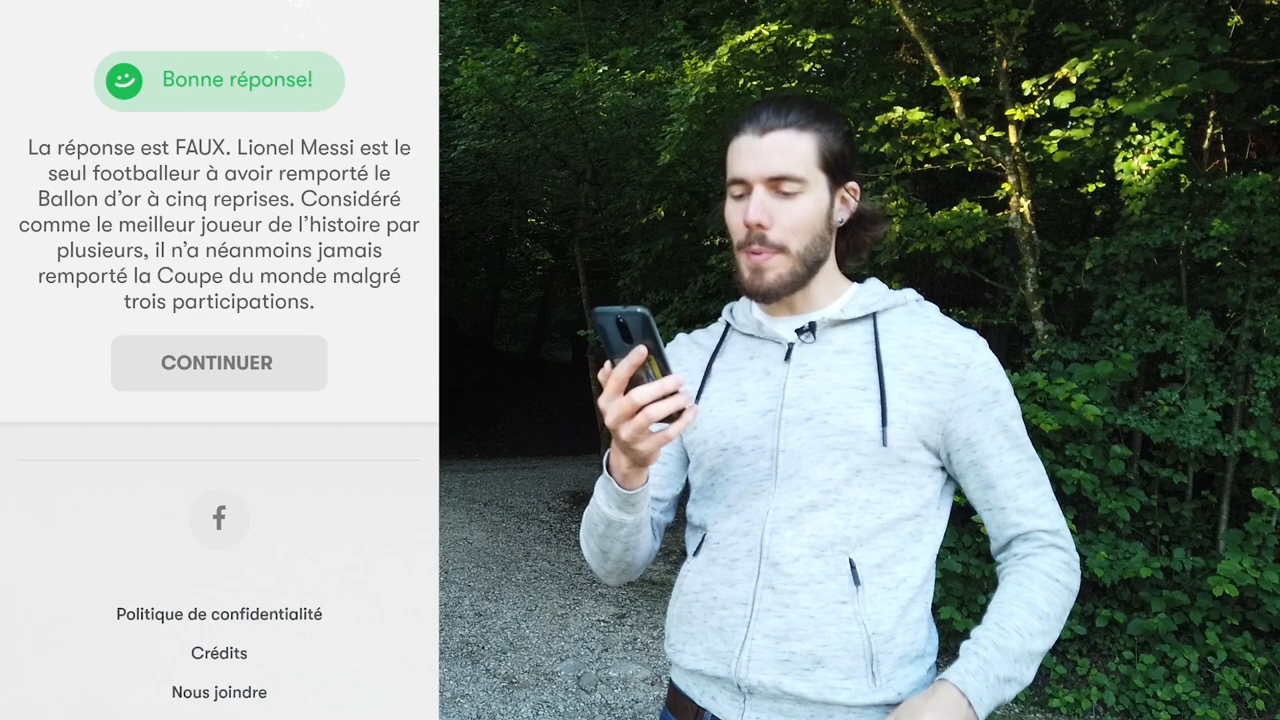 Bonne réponse!
La réponse est FAUX. Lionel Messi est le
seul footballeur à avoir remporté le
Ballon d’or à cinq reprises. Considéré
comme le meilleur joueur de l’histoire par
plusieurs, il n’a néanmoins jamais
remporté la Coupe du monde malgré
trois participations.
CONTINUER
Politique de confidentialité
Crédits
Nous joindre